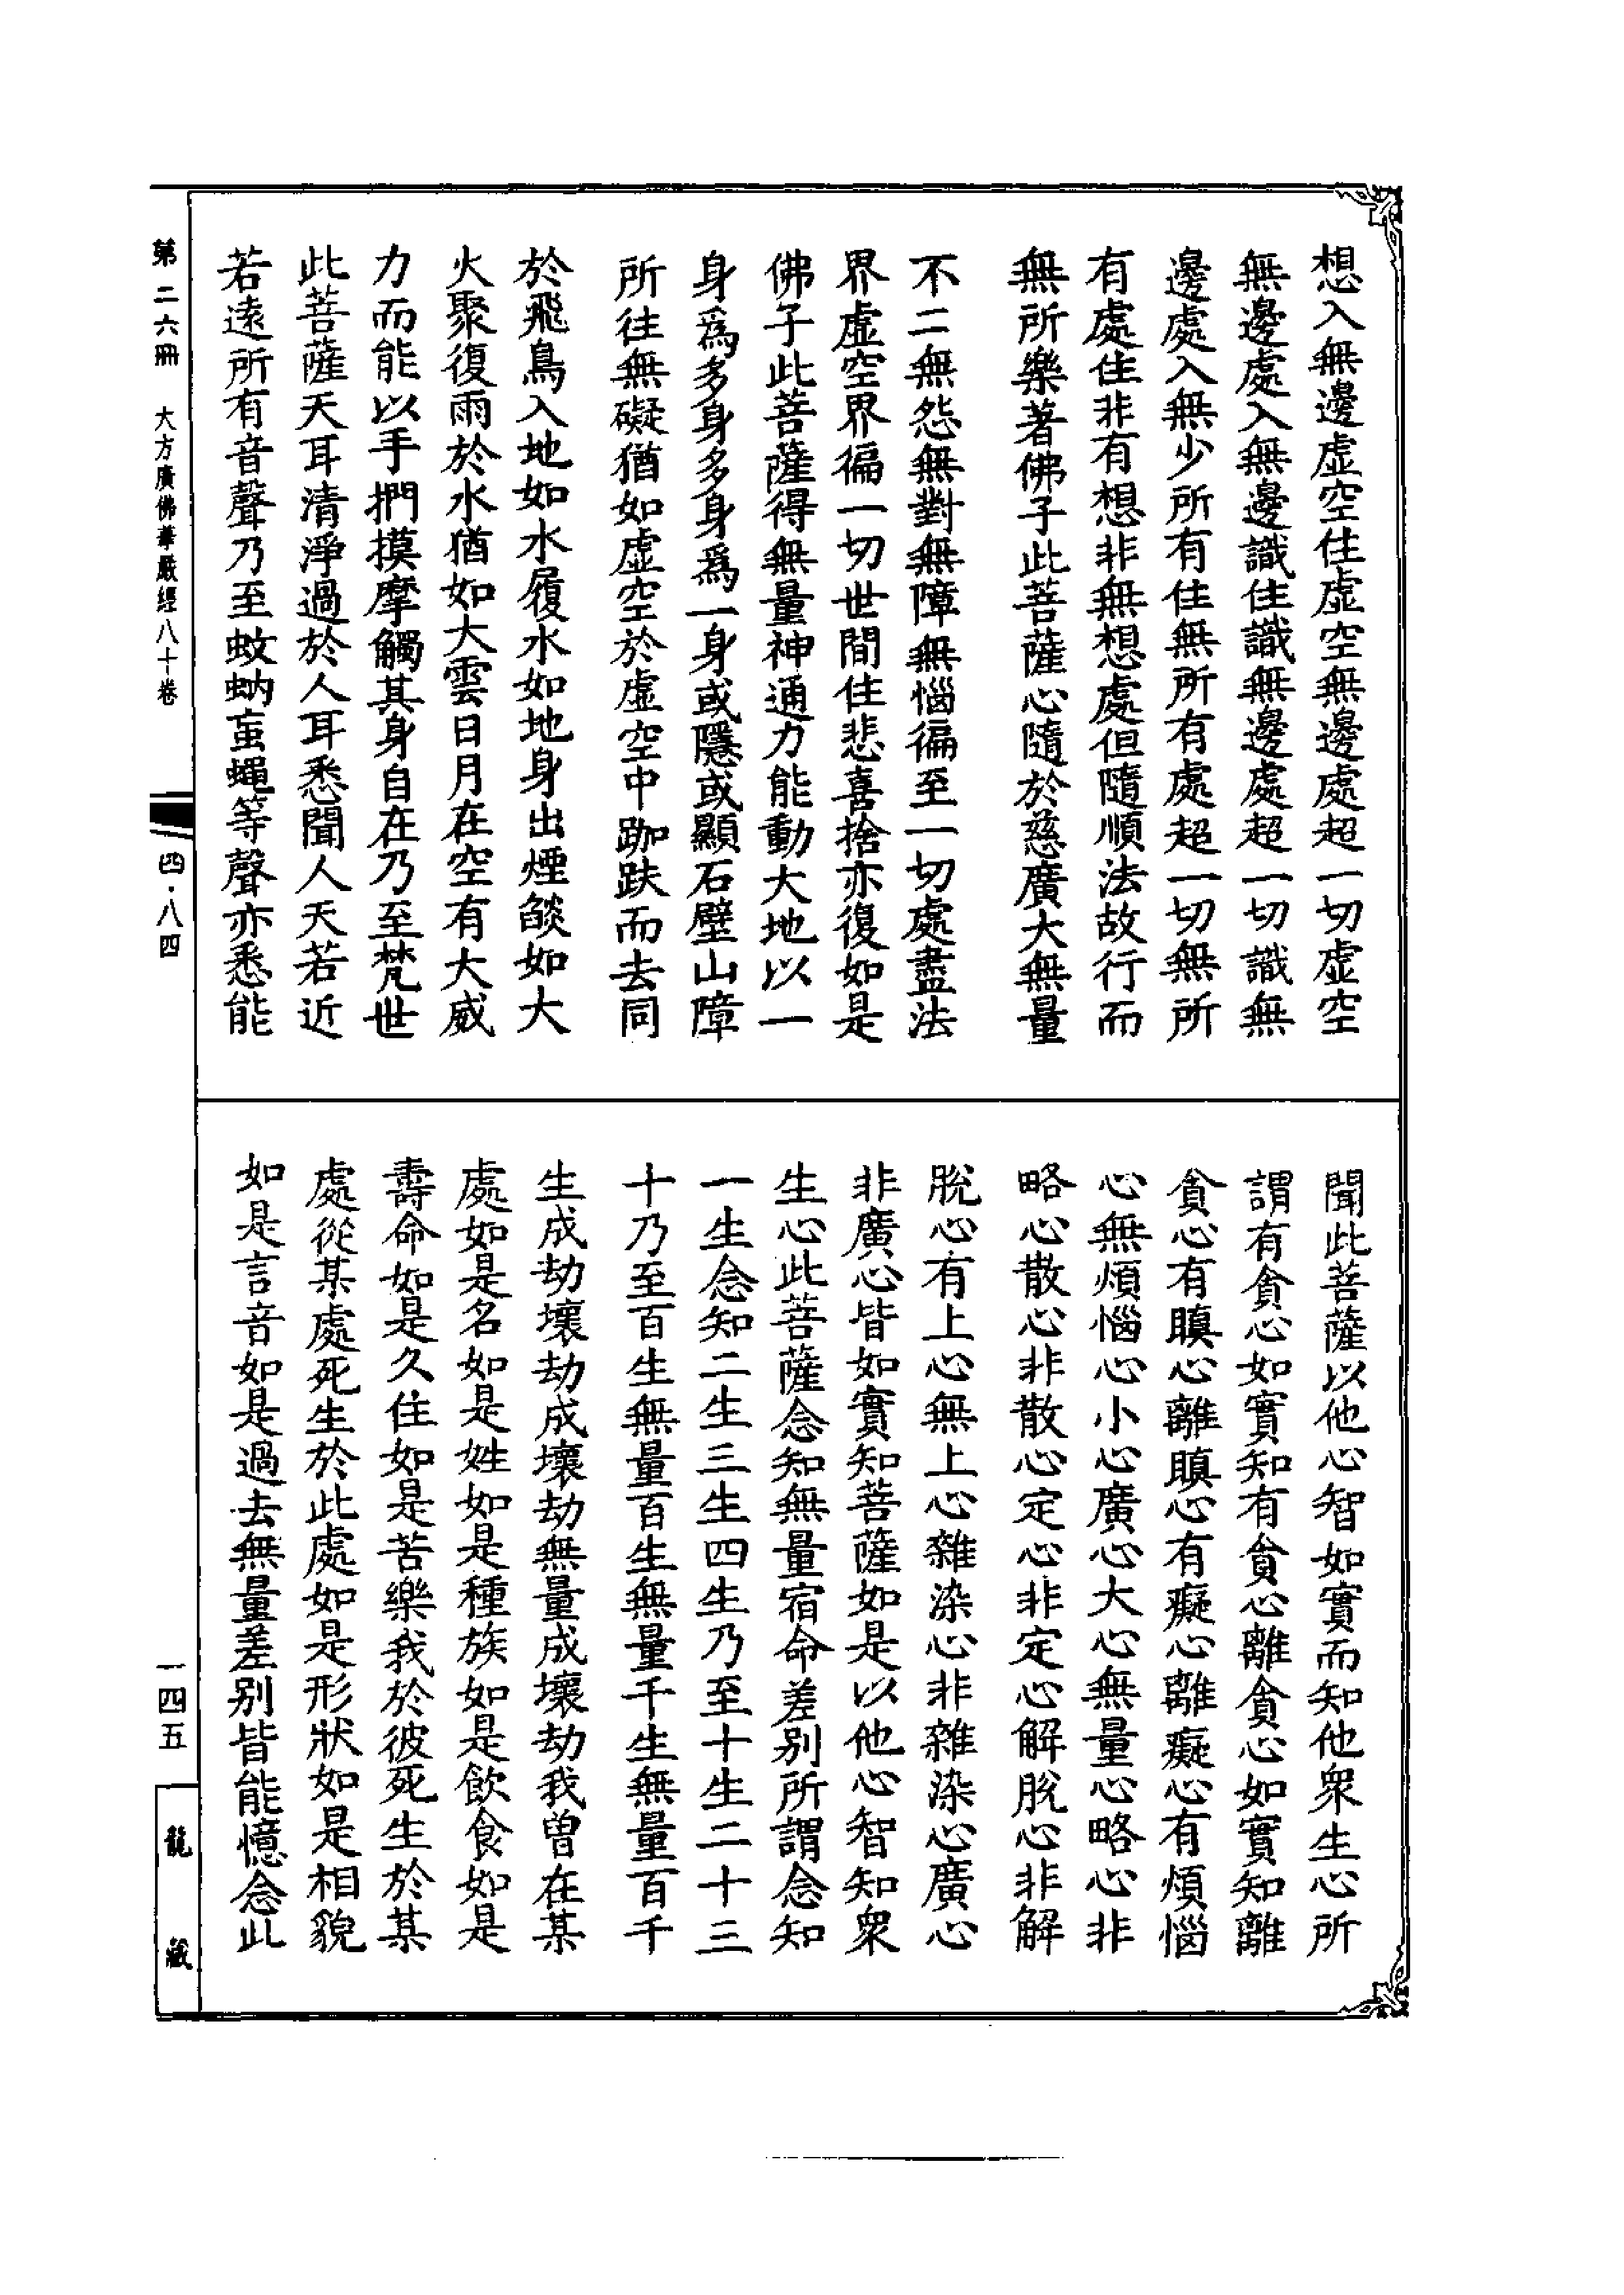 想入無邊虛空住虛空無邊處超一切虛空
無邊處入無邊識住識無邊處超一切識無
邊處入無少所有住無所有處超一切無所
有處住非有想非無想處但隨順法故行而
無所樂著佛子此菩薩心隨於慈廣大無量
不二無怨無對無障無惱徧至一切處盡法
界虛空界徧一切世間住悲喜捨亦復如是
佛子此菩薩得無量神通力能動大地以一
身爲多身多身爲一身或隱或顯石壁山障
所往無礙猶如虛空於虛空中跏趺而去同
於飛鳥入地如水履水如地身出煙燄如大
火聚復雨於水猶如大雲日月在空有大威
力而能以手捫摸摩觸其身自在乃至梵世
此菩薩天耳清淨過於人耳悉聞人天若近
若遠所有音聲乃至蚊蚋䖟蠅等聲亦悉能
聞此菩薩以他心智如實而知他衆生心所
謂有貪心如實知有貪心離貪心如實知離
貪心有瞋心離瞋心有癡心離癡心有煩惱
心無煩惱心小心廣心大心無量心略心非
略心散心非散心定心非定心解脫心非解
脫心有上心無上心雜染心非雜染心廣心
非廣心皆如實知菩薩如是以他心智知衆
生心此菩薩念知無量宿命差別所謂念知
一生念知二生三生四生乃至十生二十三
十乃至百生無量百生無量千生無量百千
生成劫壞劫成壞劫無量成壞劫我曾在某
處如是名如是姓如是種族如是飲食如是
壽命如是久住如是苦樂我於彼死生於某
處從某處死生於此處如是形狀如是相貌
如是言音如是過去無量差别皆能憶念此
第二六冊 大方廣佛華嚴經八十卷
四·八四
一四五
龍藏